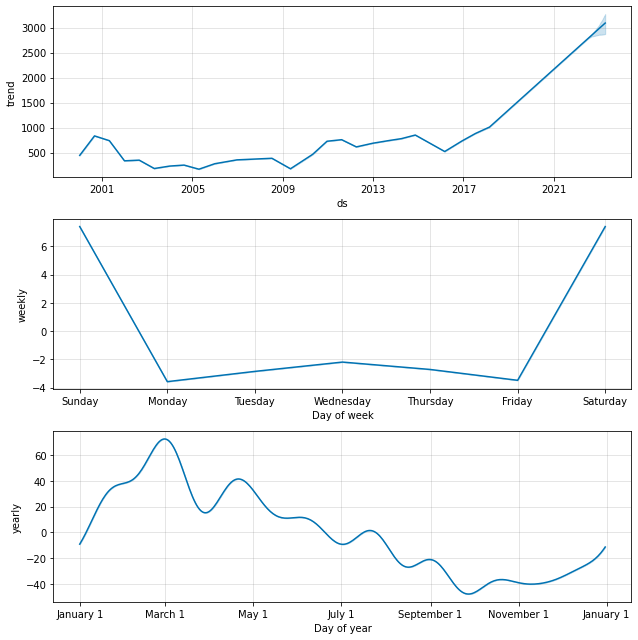 3000
2500
2000
1500
1000
500
trend
2001 2005 2009 2013 2017 2021
ds
6
4
2
0
−2
−4
weekly
Sunday Monday Tuesday Wednesday Thursday Friday Saturday
Day of week
60
40
20
0
−20
−40
yearly
January 1 March 1 May 1 July 1 September 1 November 1 January 1
Day of year